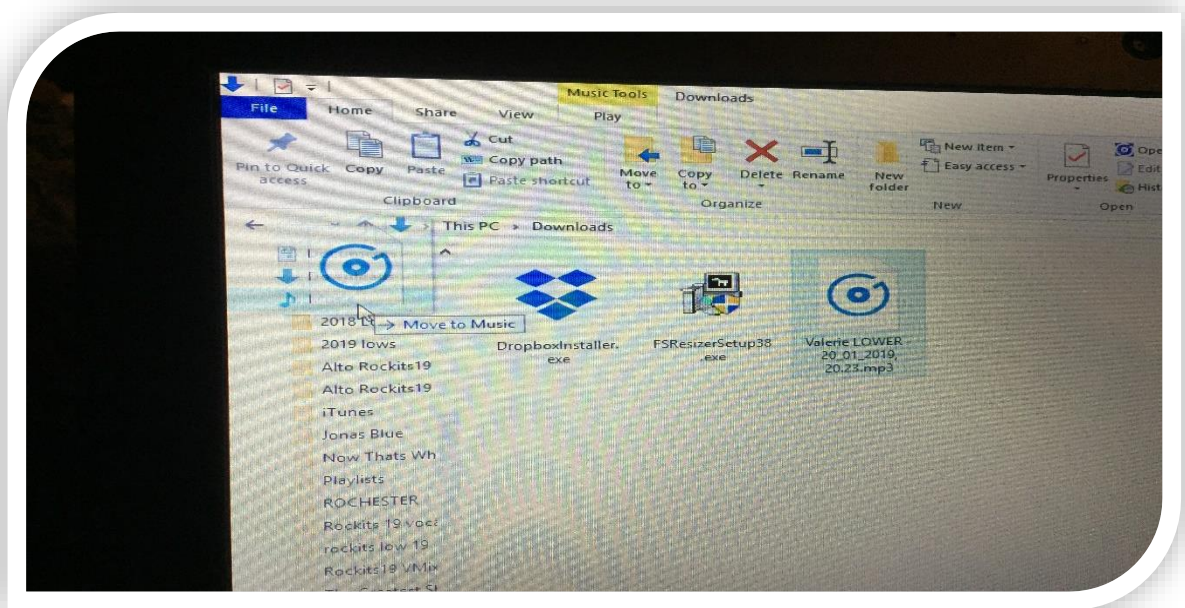 Music Tools Downloads
File Home Share View Play
Pin to Quick access
Copy
Paste
Cut
Copy path
Paste shortcut
Move to
Copy to
Delete
Rename
New folder
New item
Easy access
Properties
Edit
Clipboard
Organize
New
Open
This PC > Downloads
→ Move to Music
2018
2019 lows
Alto Rockits19
Alto Rockits19
iTunes
Jonas Blue
Now Thats Wh
Playlists
ROCHESTER
Rockits 19 voca
rockits low 19
Rockits19 VMix
DropboxInstaller.
exe
FSResizerSetup38
.exe
Valerie LOWER -
20_01_2019,
20.23.mp3